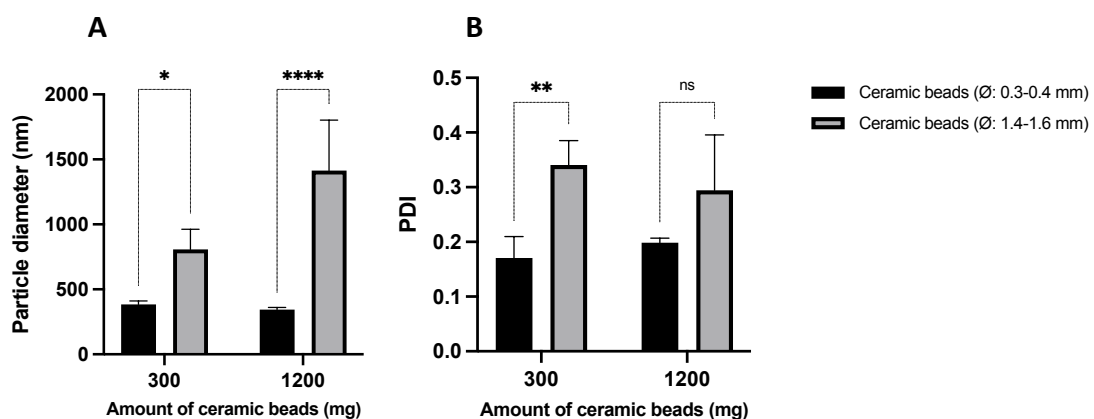 A
B
*
****
2000
1500
1000
500
0
Particle diameter (nm)
300
1200
Amount of ceramic beads (mg)
**
ns
0.5
0.4
0.3
0.2
0.1
0.0
PDI
300
1200
Amount of ceramic beads (mg)
Ceramic beads (Ø: 0.3-0.4 mm)
Ceramic beads (Ø: 1.4-1.6 mm)